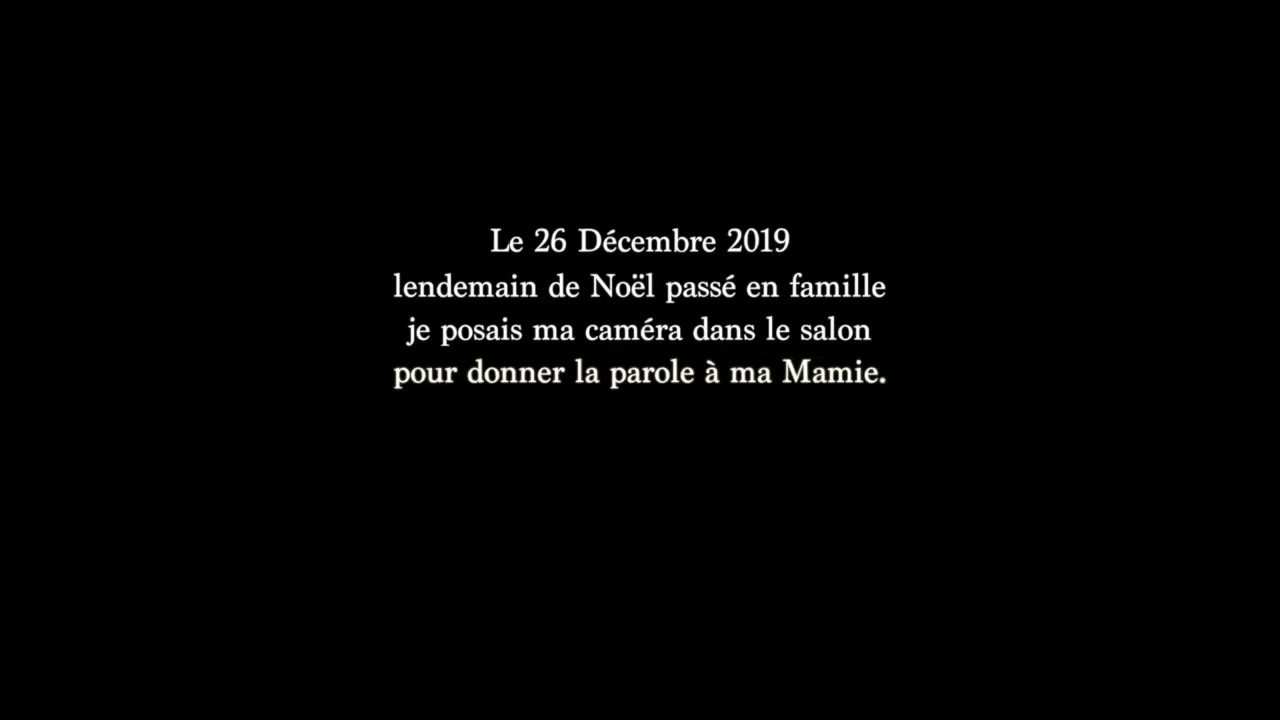 Le 26 Décembre 2019
lendemain de Noël passé en famille
je posais ma caméra dans le salon
pour donner la parole à ma Mamie.